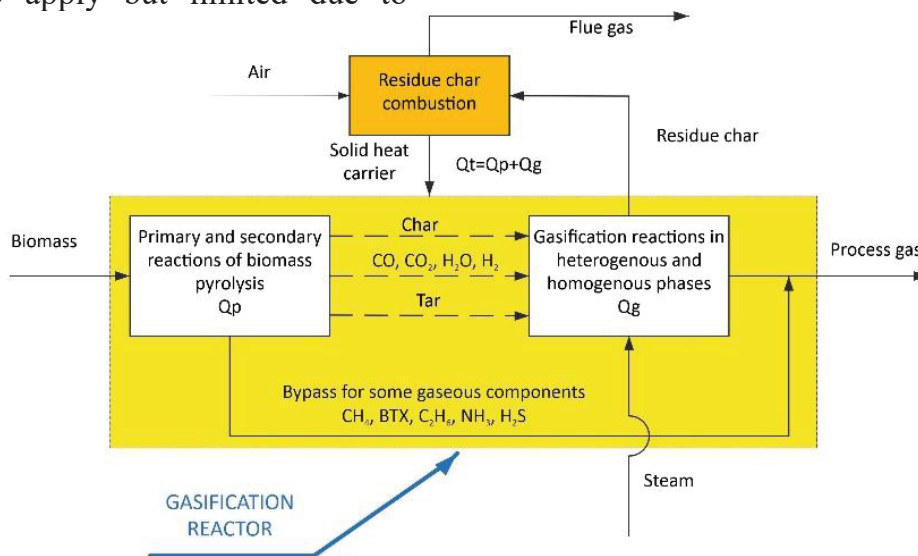 apply but limited due to
Flue gas
Air
Residue char
combustion
Residue char
Solid heat
carrier
Qt=Qp+Qg
Biomass
Primary and secondary
reactions of biomass
pyrolysis
Qp
Char
CO, CO₂, H₂O, H₂
Tar
Gasification reactions in
heterogenous and
homogenous phases
Qg
Process gas
Bypass for some gaseous components
CH₄, BTX, C₂H₆, NH₃, H₂S
Steam
GASIFICATION
REACTOR